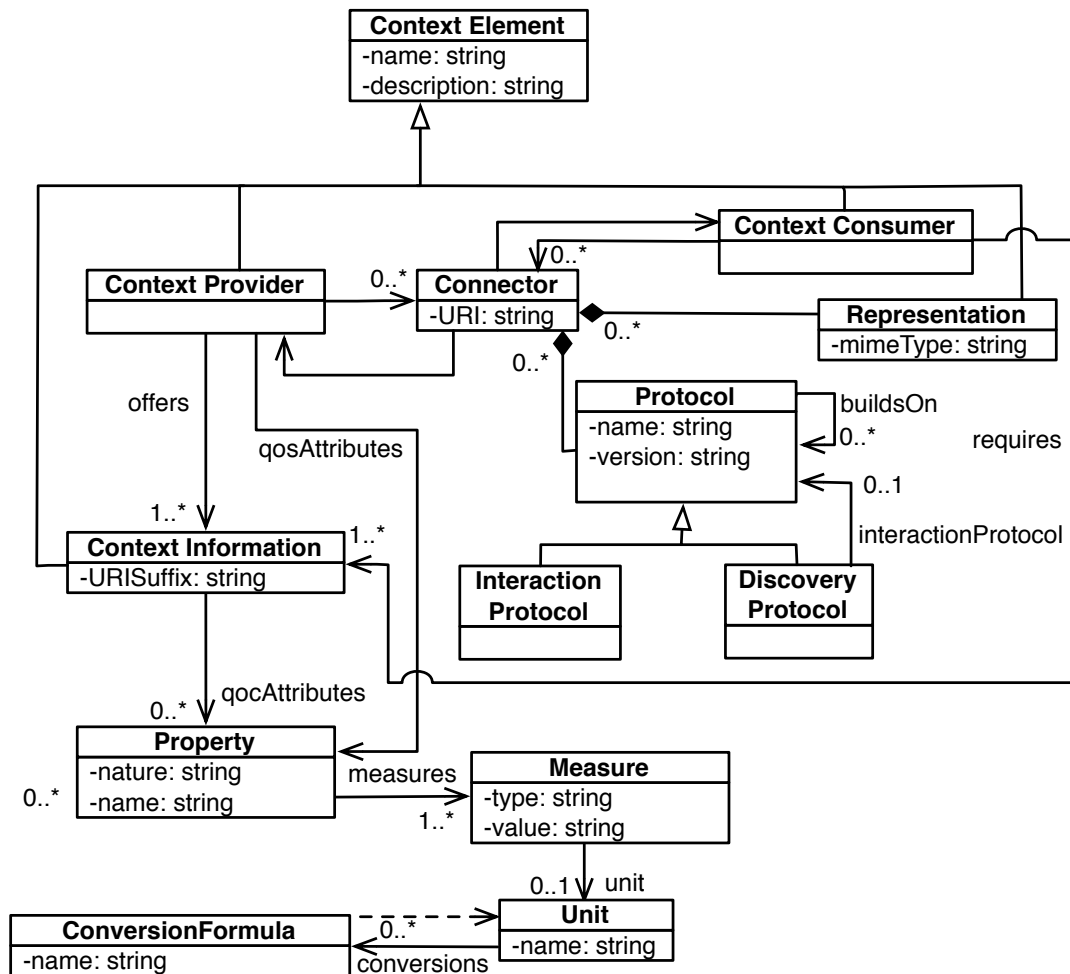 Context Element
-name: string
-description: string
Context Consumer
0..*
Context Provider
0..*
Connector
-URI: string
0..*
Representation
-mimeType: string
0..*
offers
qosAttributes
Protocol
-name: string
-version: string
buildsOn
0..*
requires
0..1
interactionProtocol
1..*
1..*
Context Information
-URISuffix: string
Interaction
Protocol
Discovery
Protocol
qocAttributes
0..*
Property
-nature: string
-name: string
0..*
measures
1..*
Measure
-type: string
-value: string
0..1
unit
Unit
-name: string
0..*
conversions
ConversionFormula
-name: string